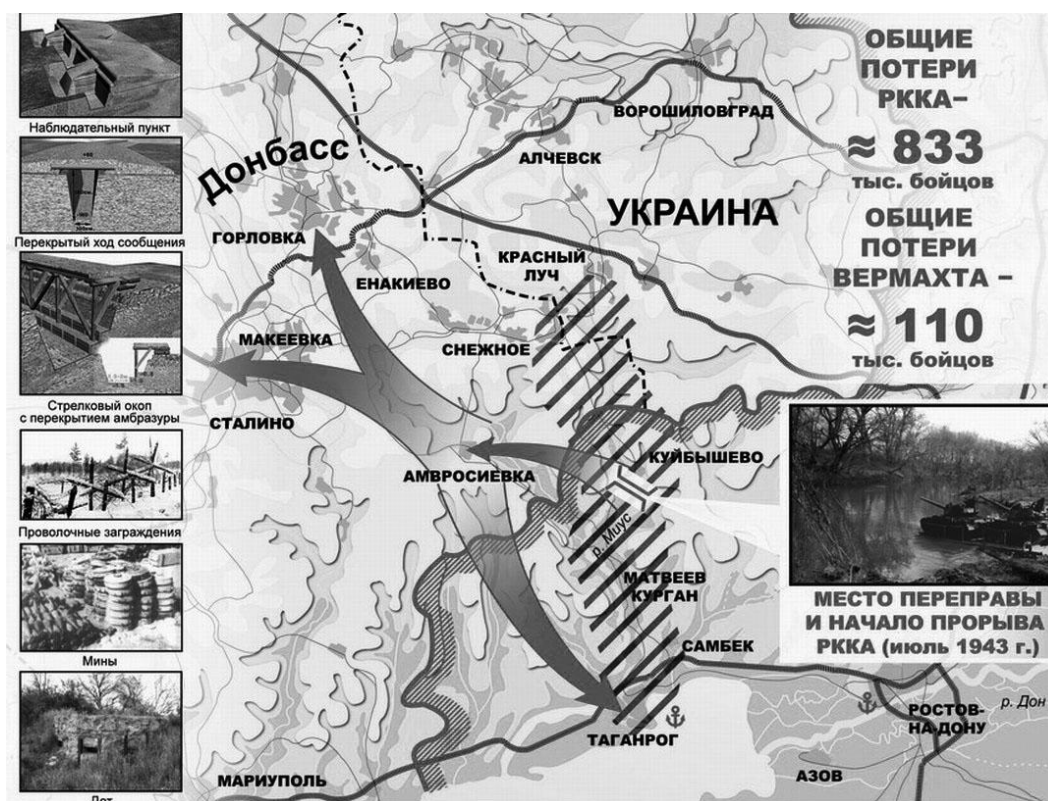 Наблюдательный пункт
Перекрытый ход сообщения
Стрелковый окоп
с перекрытием амбразуры
Проволочные заграждения
Мины
Дот
Донбасс
ГОРЛОВКА
ЕНАКИЕВО
МАКЕЕВКА
СТАЛИНО
АМВРОСИЕВКА
СНЕЖНОЕ
КРАСНЫЙ
ЛУЧ
АЛЧЕВСК
ВОРОШИЛОВГРАД
УКРАИНА
КУЙБЫШЕВО
р. Миус
МАТВЕЕВ
КУРГАН
САМБЕК
ТАГАНРОГ
МАРИУПОЛЬ
АЗОВ
РОСТОВ-
НА-ДОНУ
р. Дон
ОБЩИЕ
ПОТЕРИ
РККА–
≈ 833
тыс. бойцов
ОБЩИЕ
ПОТЕРИ
ВЕРМАХТА –
≈ 110
тыс. бойцов
МЕСТО ПЕРЕПРАВЫ
И НАЧАЛО ПРОРЫВА
РККА (июль 1943 г.)